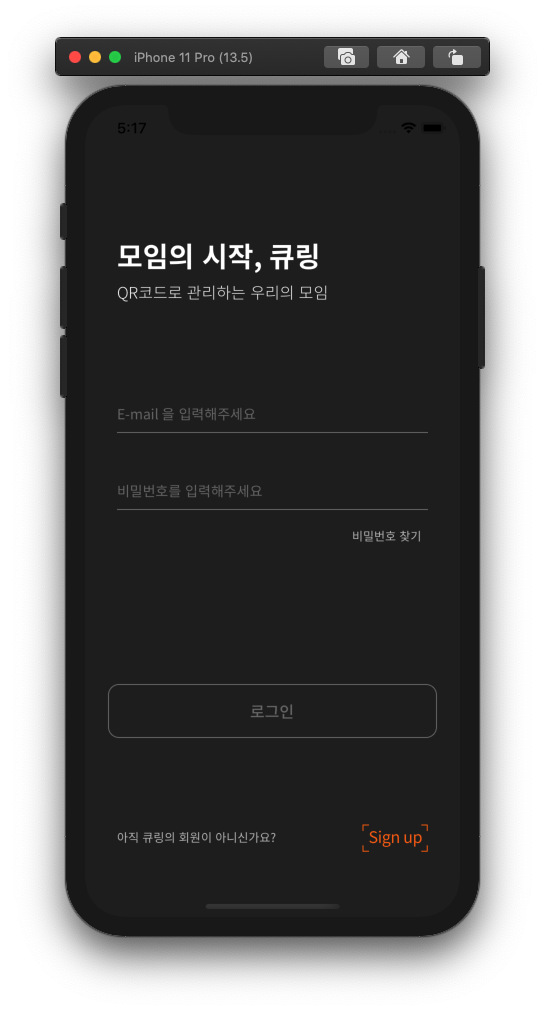 iPhone 11 Pro (13.5)
5:17
모임의 시작, 큐링
QR코드로 관리하는 우리의 모임
E-mail 을 입력해주세요
비밀번호를 입력해주세요
비밀번호 찾기
로그인
아직 큐링의 회원이 아니신가요?
Sign up